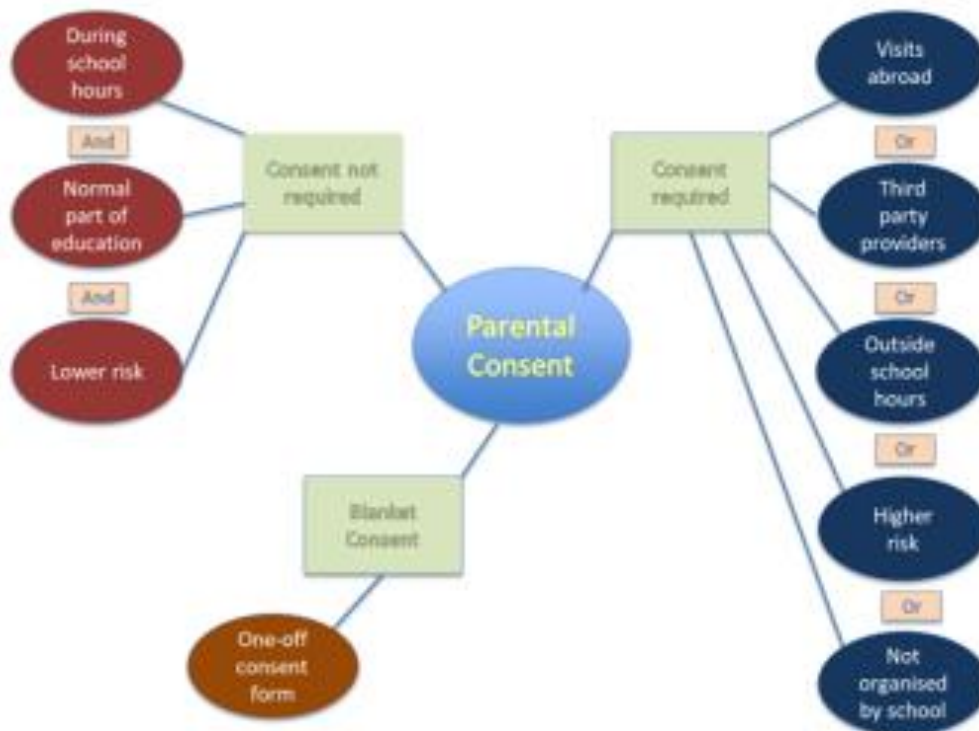 During
school
hours
And
Normal
part of
education
And
Lower risk
Consent not
required
Parental
Consent
Blanket
Consent
One-off
consent
form
Consent
required
Visits
abroad
Or
Third
party
providers
Or
Outside
school
hours
Or
Higher
risk
Or
Not
organised
by school